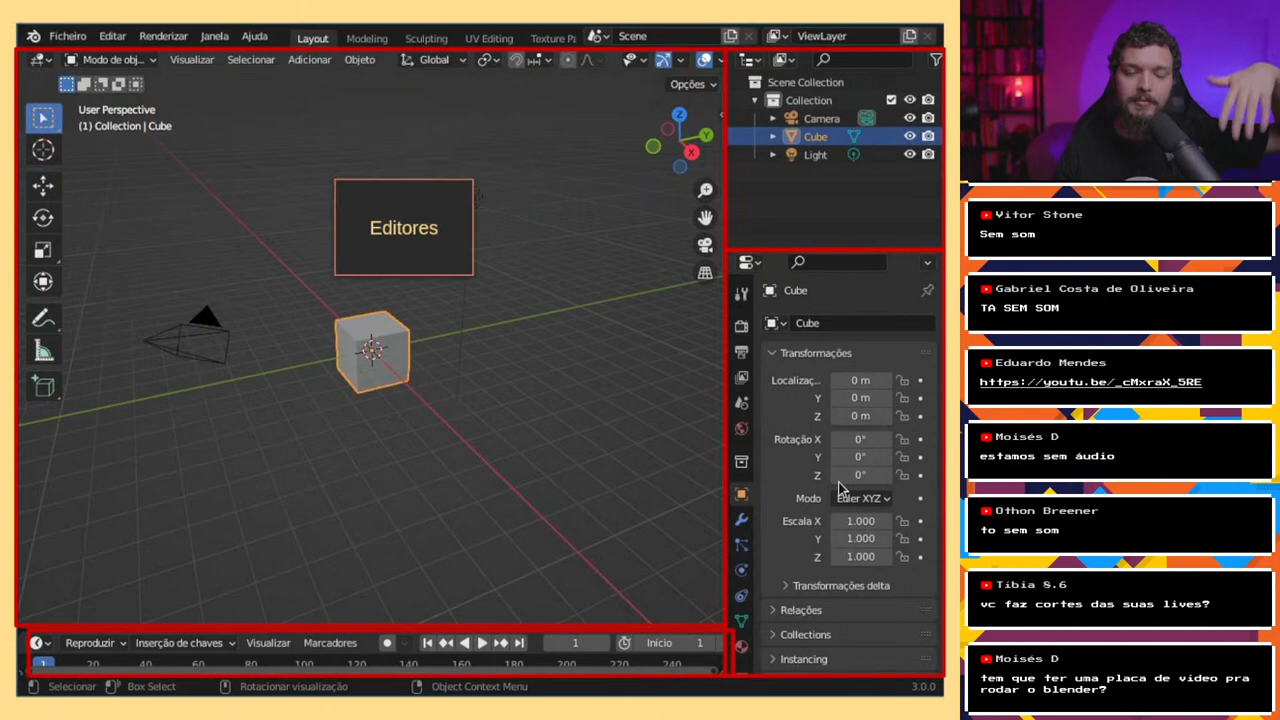 Ficheiro Editar Renderizar Janela Ajuda Layout Modeling Sculpting UV Editing Texture Pa Scene ViewLayer
Modo de obj... Visualizar Selecionar Adicionar Objeto Global
Opções
User Perspective
(1) Collection | Cube
Z
Y
X
Editores
Scene Collection
Collection
Camera
Cube
Light
Cube
Cube
Transformações
Localizaç... 0 m
Y 0 m
Z 0 m
Rotação X 0°
Y 0°
Z 0°
Modo Euler XYZ
Escala X 1.000
Y 1.000
Z 1.000
Transformações delta
Relações
Collections
Instancing
Reproduzir Inserção de chaves Visualizar Marcadores 1 Início 1
1 20 40 60 80 100 120 140 160 180 200 220 240
Selecionar Box Select Rotacionar visualização Object Context Menu 3.0.0
Vitor Stone
Sem som
Gabriel Costa de Oliveira
TA SEM SOM
Eduardo Mendes
https://youtu.be/_cMxraX_5RE
Moisés D
estamos sem áudio
Othon Breener
to sem som
Tibia 8.6
vc faz cortes das suas lives?
Moisés D
tem que ter uma placa de vídeo pra
rodar o blender?